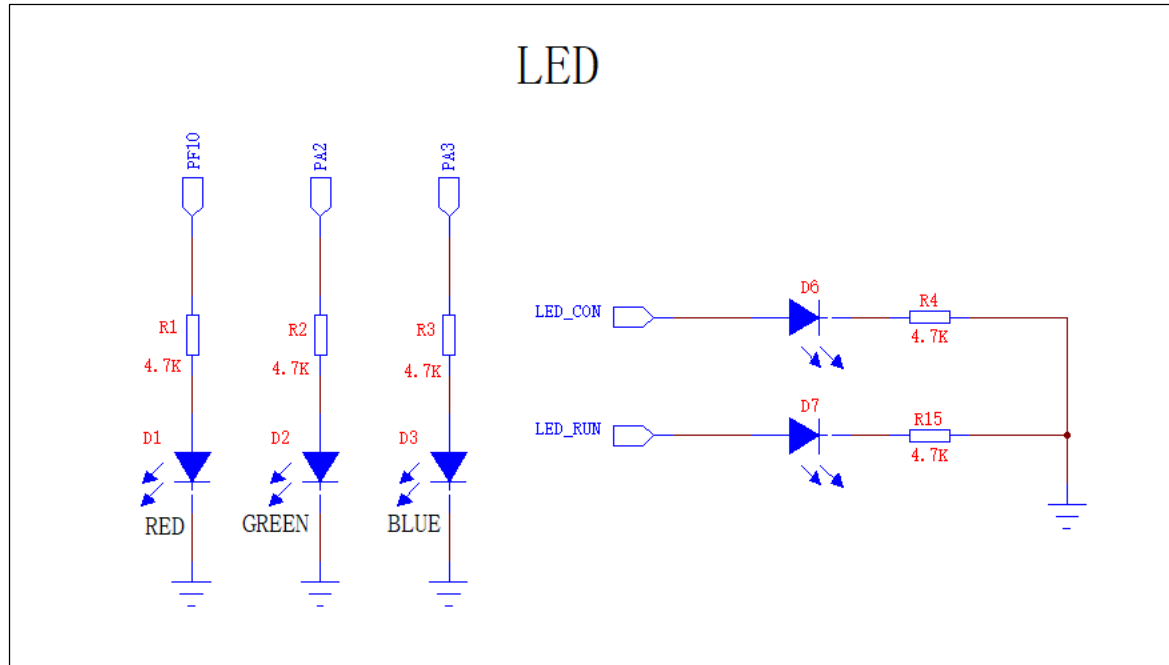 LED
PF10
PA2
PA3
R1
4.7K
R2
4.7K
R3
4.7K
D1
D2
D3
RED
GREEN
BLUE
LED_CON
D6
R4
4.7K
LED_RUN
D7
R15
4.7K